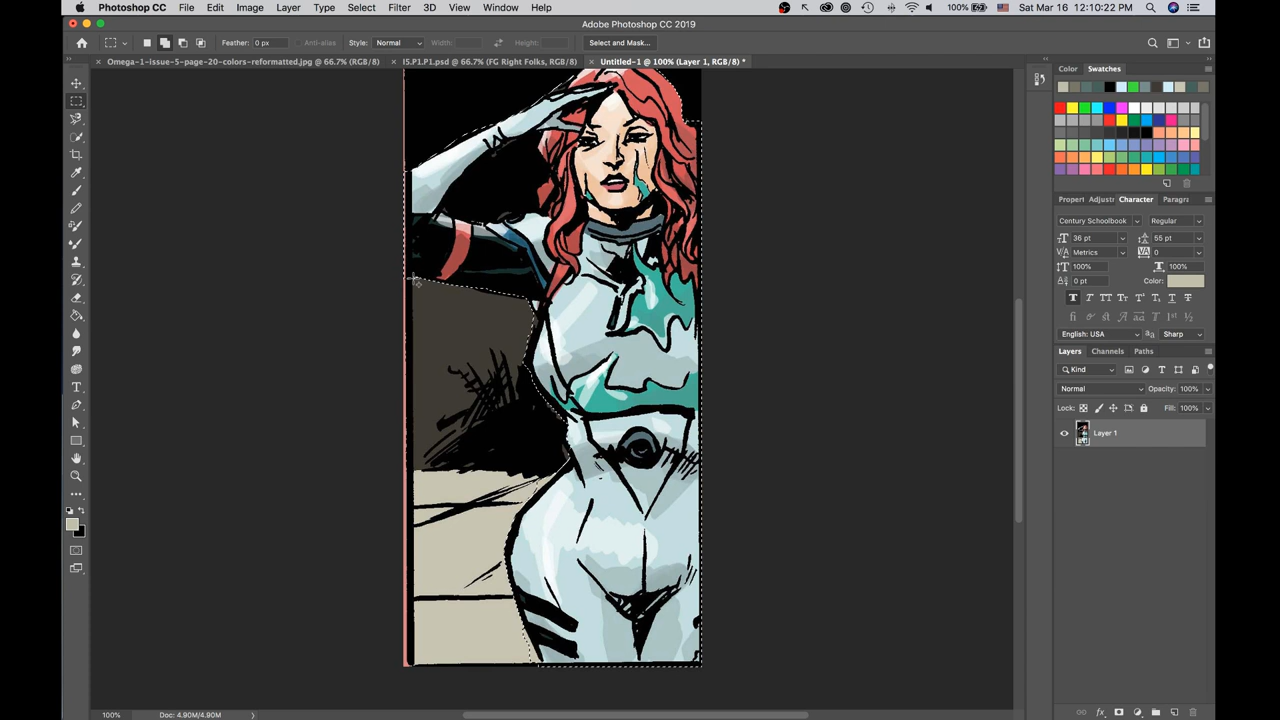 Photoshop CC File Edit Image Layer Type Select Filter 3D View Window Help 100% Sat Mar 16 12:10:22 PM
Adobe Photoshop CC 2019
Feather: 0 px Anti-alias Style: Normal Width: Height: Select and Mask...
Omega-1-issue-5-page-20-colors-reformatted.jpg @ 66.7% (RGB/8) I5.P1.P1.psd @ 66.7% (FG Right Folks, RGB/8) Untitled-1 @ 100% (Layer 1, RGB/8) *
Color Swatches
Propert Adjustr Character Paragra
Century Schoolbook Regular
36 pt 55 pt
Metrics 0
100% 100%
0 pt Color:
English: USA Sharp
Layers Channels Paths
Kind
Normal Opacity: 100%
Lock: Fill: 100%
Layer 1
100% Doc: 4.90M/4.90M